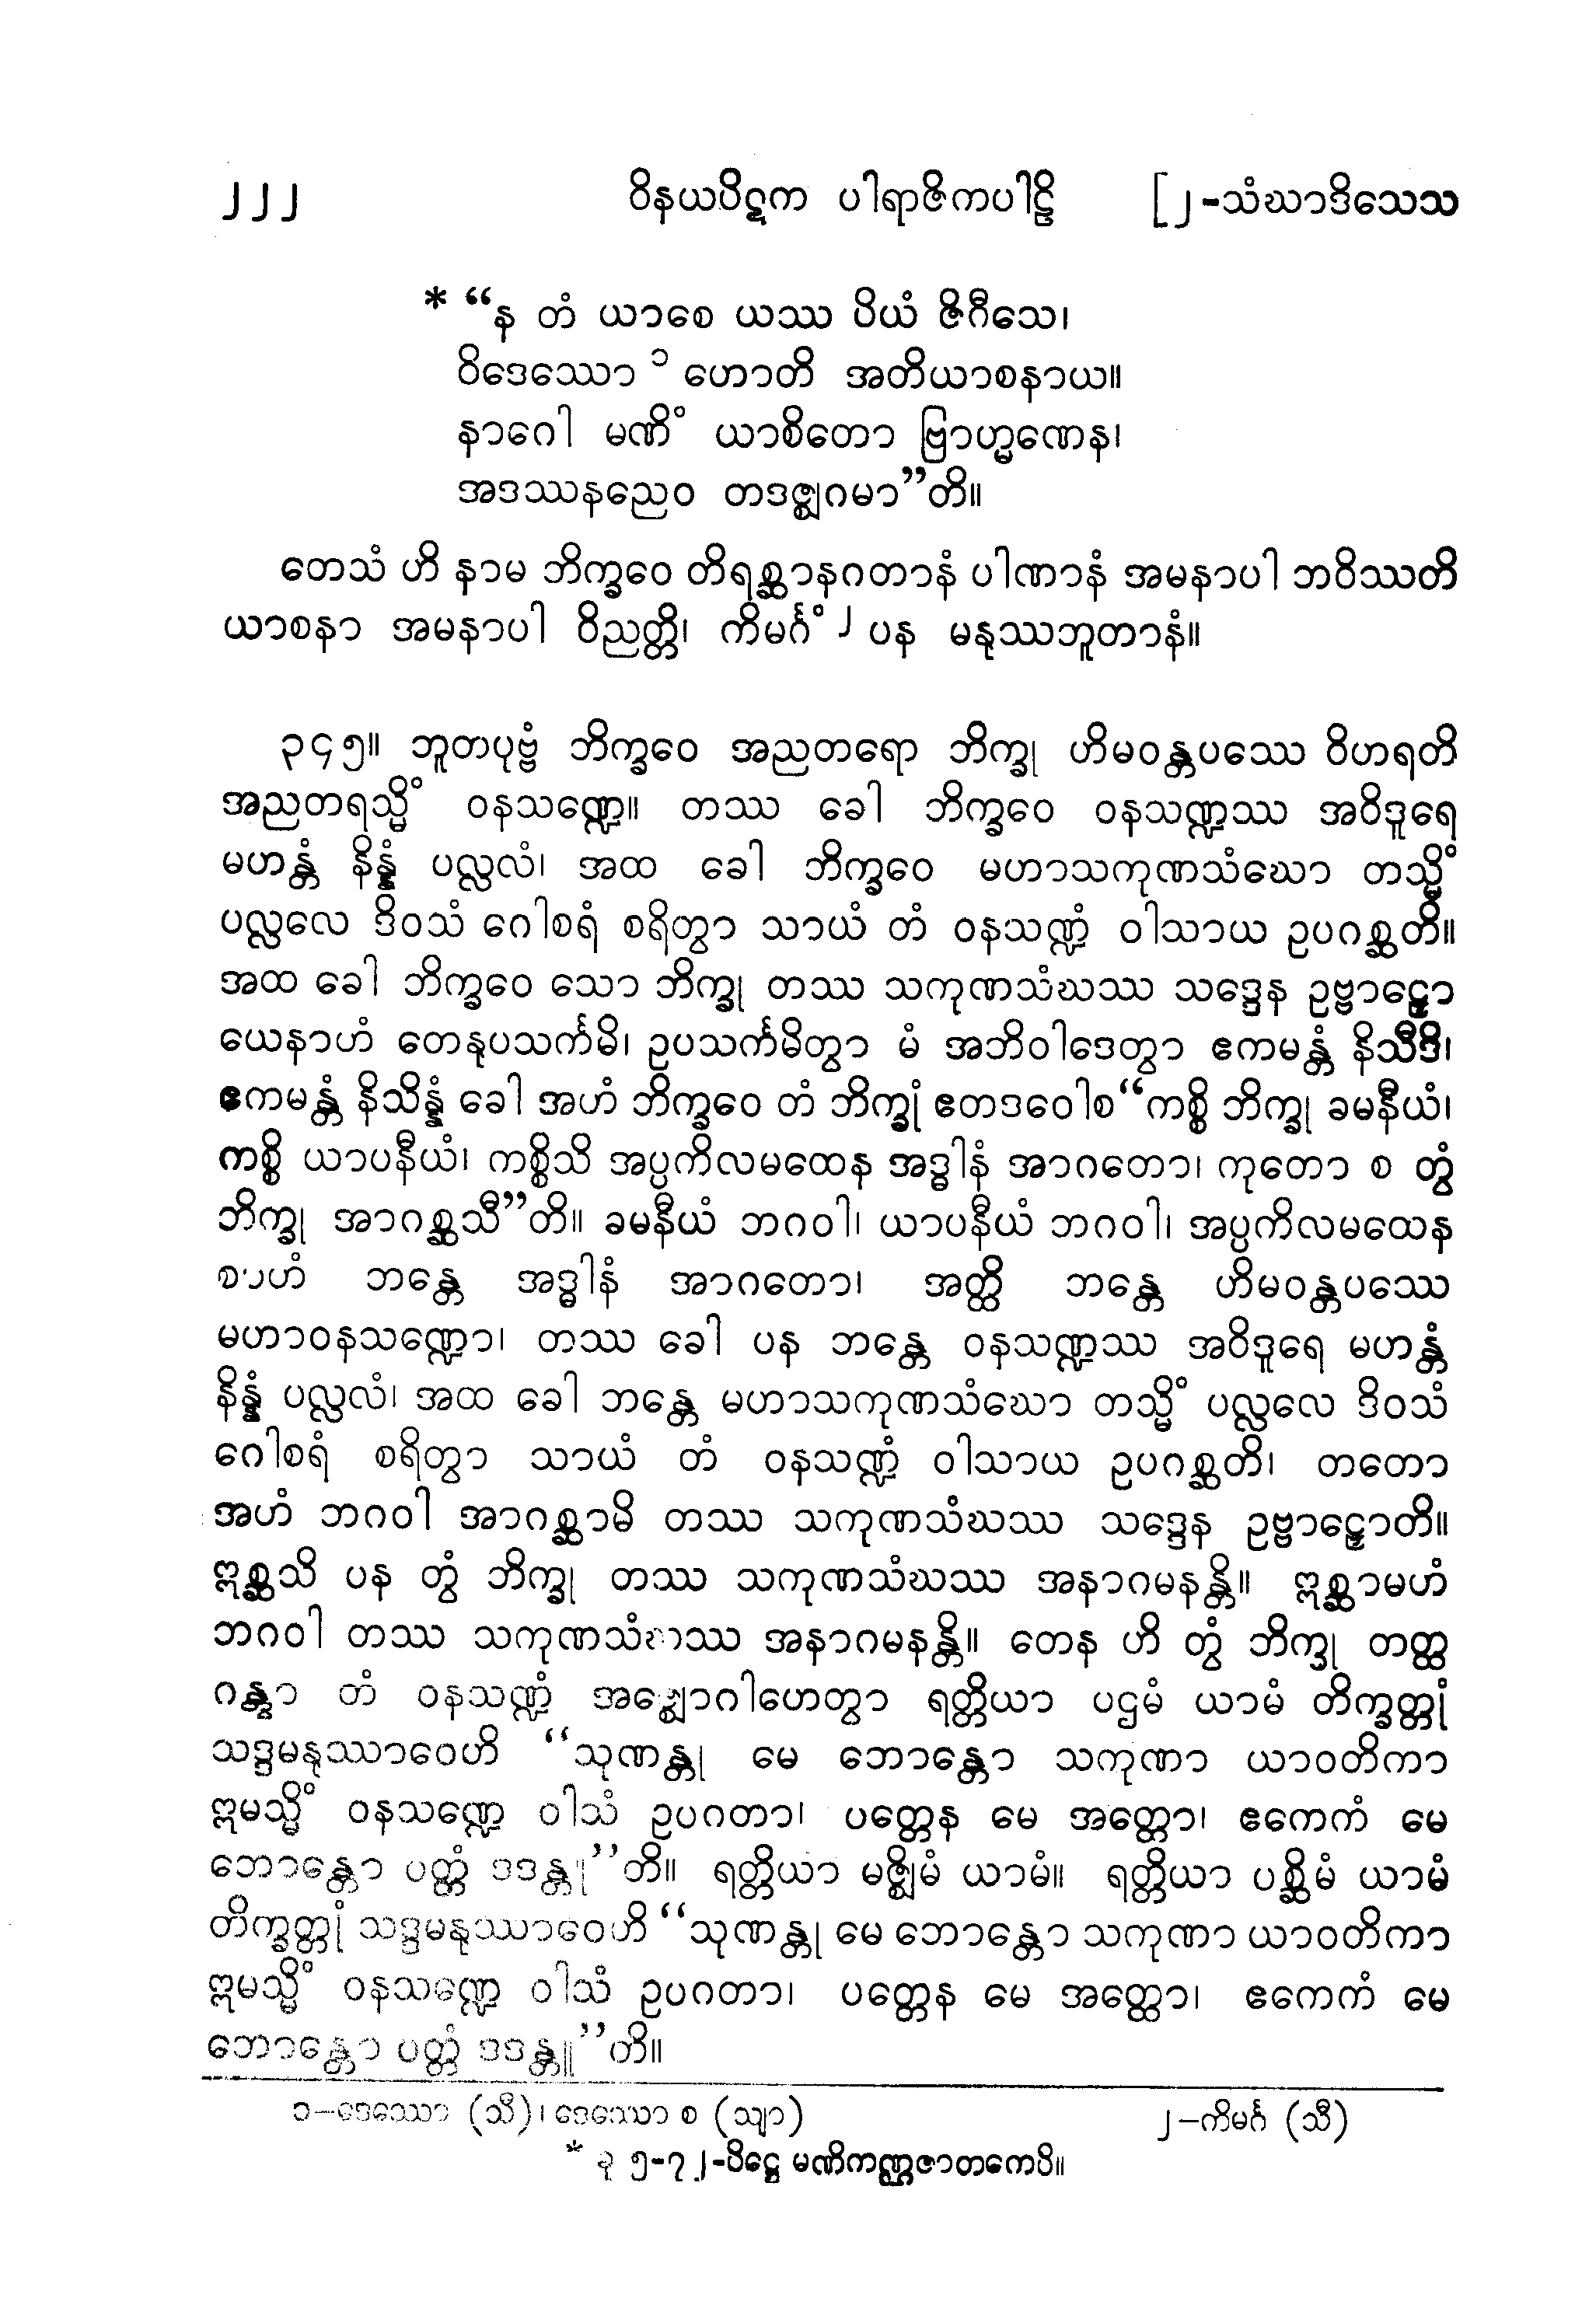 ၂၂၂ ဝိနယပိဋက ပါရာဇိကပါဠိ [၂-သံဃာဒိသေသ
* “န တံ ယာစေ ယဿ ပိယံ ဇိဂီသေ၊
ဝိဒေဿော ၁ ဟောတိ အတိယာစနာယ။
နာဂေါ မဏိံ ယာစိတော ဗြာဟ္မဏေန၊
အဒဿနညေဝ တဒဇ္ဈဂမာ”တိ။
တေသံ ဟိ နာမ ဘိက္ခဝေ တိရစ္ဆာနဂတာနံ ပါဏာနံ အမနာပါ ဘဝိဿတိ
ယာစနာ အမနာပါ ဝိညတ္တိ၊ ကိမင်္ဂံ ၂ ပန မနုဿဘူတာနံ။
၃၄၅။ ဘူတပုဗ္ဗံ ဘိက္ခဝေ အညတရော ဘိက္ခု ဟိမဝန္တပဿေ ဝိဟရတိ
အညတရသ္မိံ ဝနသဏ္ဍေ။ တဿ ခေါ ဘိက္ခဝေ ဝနသဏ္ဍဿ အဝိဒူရေ
မဟန္တံ နိန္နံ ပလ္လလံ၊ အထ ခေါ ဘိက္ခဝေ မဟာသကုဏသံဃော တသ္မိံ
ပလ္လလေ ဒိဝသံ ဂေါစရံ စရိတွာ သာယံ တံ ဝနသဏ္ဍံ ဝါသာယ ဥပဂစ္ဆတိ။
အထ ခေါ ဘိက္ခဝေ သော ဘိက္ခု တဿ သကုဏသံဃဿ သဒ္ဒေန ဥဗ္ဗာဠှော
ယေနာဟံ တေနုပသင်္ကမိ၊ ဥပသင်္ကမိတွာ မံ အဘိဝါဒေတွာ ဧကမန္တံ နိသီဒိ၊
ဧကမန္တံ နိသိန္နံ ခေါ အဟံ ဘိက္ခဝေ တံ ဘိက္ခုံ ဧတဒဝေါစ“ကစ္စိ ဘိက္ခု ခမနီယံ၊
ကစ္စိ ယာပနီယံ၊ ကစ္စိသိ အပ္ပကိလမထေန အဒ္ဓါနံ အာဂတော၊ ကုတော စ တွံ
ဘိက္ခု အာဂစ္ဆသီ”တိ။ ခမနီယံ ဘဂဝါ၊ ယာပနီယံ ဘဂဝါ၊ အပ္ပကိလမထေန
စာဟံ ဘန္တေ အဒ္ဓါနံ အာဂတော၊ အတ္ထိ ဘန္တေ ဟိမဝန္တပဿေ
မဟာဝနသဏ္ဍော၊ တဿ ခေါ ပန ဘန္တေ ဝနသဏ္ဍဿ အဝိဒူရေ မဟန္တံ
နိန္နံ ပလ္လလံ၊ အထ ခေါ ဘန္တေ မဟာသကုဏသံဃော တသ္မိံ ပလ္လလေ ဒိဝသံ
ဂေါစရံ စရိတွာ သာယံ တံ ဝနသဏ္ဍံ ဝါသာယ ဥပဂစ္ဆတိ၊ တတော
အဟံ ဘဂဝါ အာဂစ္ဆာမိ တဿ သကုဏသံဃဿ သဒ္ဒေန ဥဗ္ဗာဠှောတိ။
ဣစ္ဆသိ ပန တွံ ဘိက္ခု တဿ သကုဏသံဃဿ အနာဂမနန္တိ။ ဣစ္ဆာမဟံ
ဘဂဝါ တဿ သကုဏသံဃဿ အနာဂမနန္တိ။ တေန ဟိ တွံ ဘိက္ခု တတ္ထ
ဂန္တွာ တံ ဝနသဏ္ဍံ အဇ္ဈောဂါဟေတွာ ရတ္တိယာ ပဌမံ ယာမံ တိက္ခတ္တုံ
သဒ္ဒမနုဿာဝေဟိ “သုဏန္တု မေ ဘောန္တော သကုဏာ ယာဝတိကာ
ဣမသ္မိံ ဝနသဏ္ဍေ ဝါသံ ဥပဂတာ၊ ပတ္တေန မေ အတ္ထော၊ ဧကေကံ မေ
ဘောန္တော ပတ္တံ ဒဒန္တု”တိ။ ရတ္တိယာ မဇ္ဈိမံ ယာမံ။ ရတ္တိယာ ပစ္ဆိမံ ယာမံ
တိက္ခတ္တုံ သဒ္ဒမနုဿာဝေဟိ “သုဏန္တု မေ ဘောန္တော သကုဏာ ယာဝတိကာ
ဣမသ္မိံ ဝနသဏ္ဍေ ဝါသံ ဥပဂတာ၊ ပတ္တေန မေ အတ္ထော၊ ဧကေကံ မေ
ဘောန္တော ပတ္တံ ဒဒန္တူ”တိ။
၁–ဒေဿော (သီ)၊ ဒေဿော စ (သျာ) ၂–ကိမင်္ဂ (သီ)
* ခု ၅-၇၂-ပိဋ္ဌေ မဏိကဏ္ဌဇာတကေပိ။